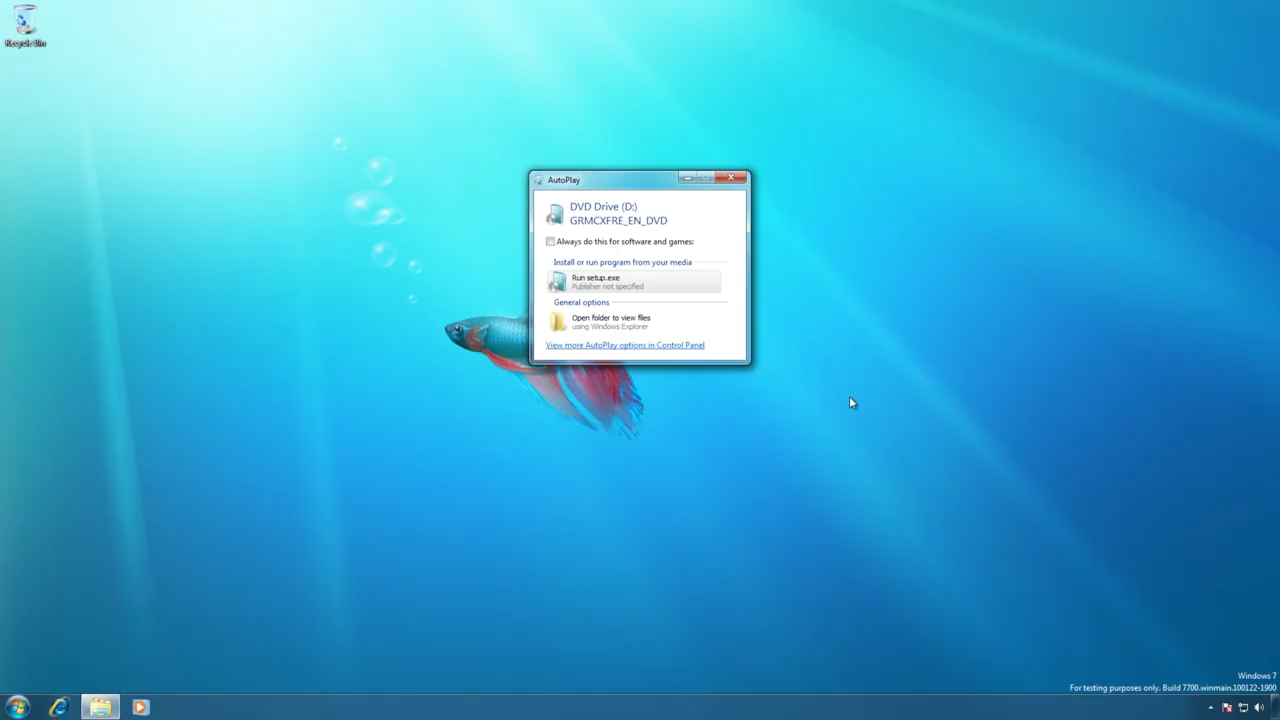 Recycle Bin
AutoPlay
DVD Drive (D:)
GRMCXFRE_EN_DVD
Always do this for software and games:
Install or run program from your media
Run setup.exe
Publisher not specified
General options
Open folder to view files
using Windows Explorer
View more AutoPlay options in Control Panel
Windows 7
For testing purposes only. Build 7700.winmain.100122-1900